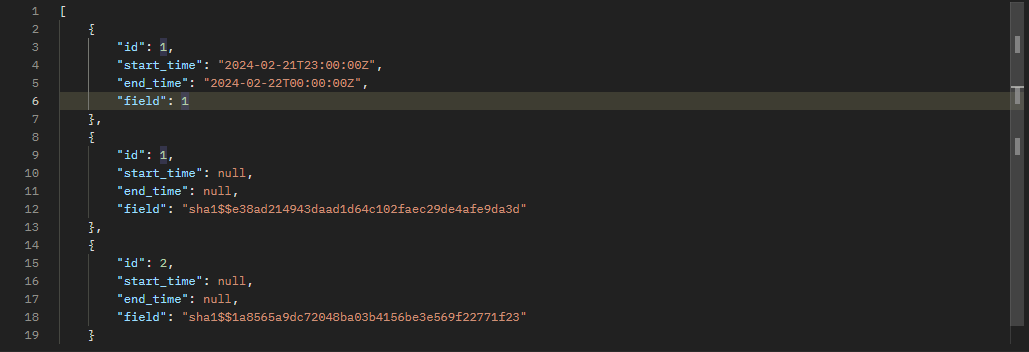 1 [
2 {
3 "id": 1,
4 "start_time": "2024-02-21T23:00:00Z",
5 "end_time": "2024-02-22T00:00:00Z",
6 "field": 1
7 },
8 {
9 "id": 1,
10 "start_time": null,
11 "end_time": null,
12 "field": "sha1$$e38ad214943daad1d64c102faec29de4afe9da3d"
13 },
14 {
15 "id": 2,
16 "start_time": null,
17 "end_time": null,
18 "field": "sha1$$1a8565a9dc72048ba03b4156be3e569f22771f23"
19 }